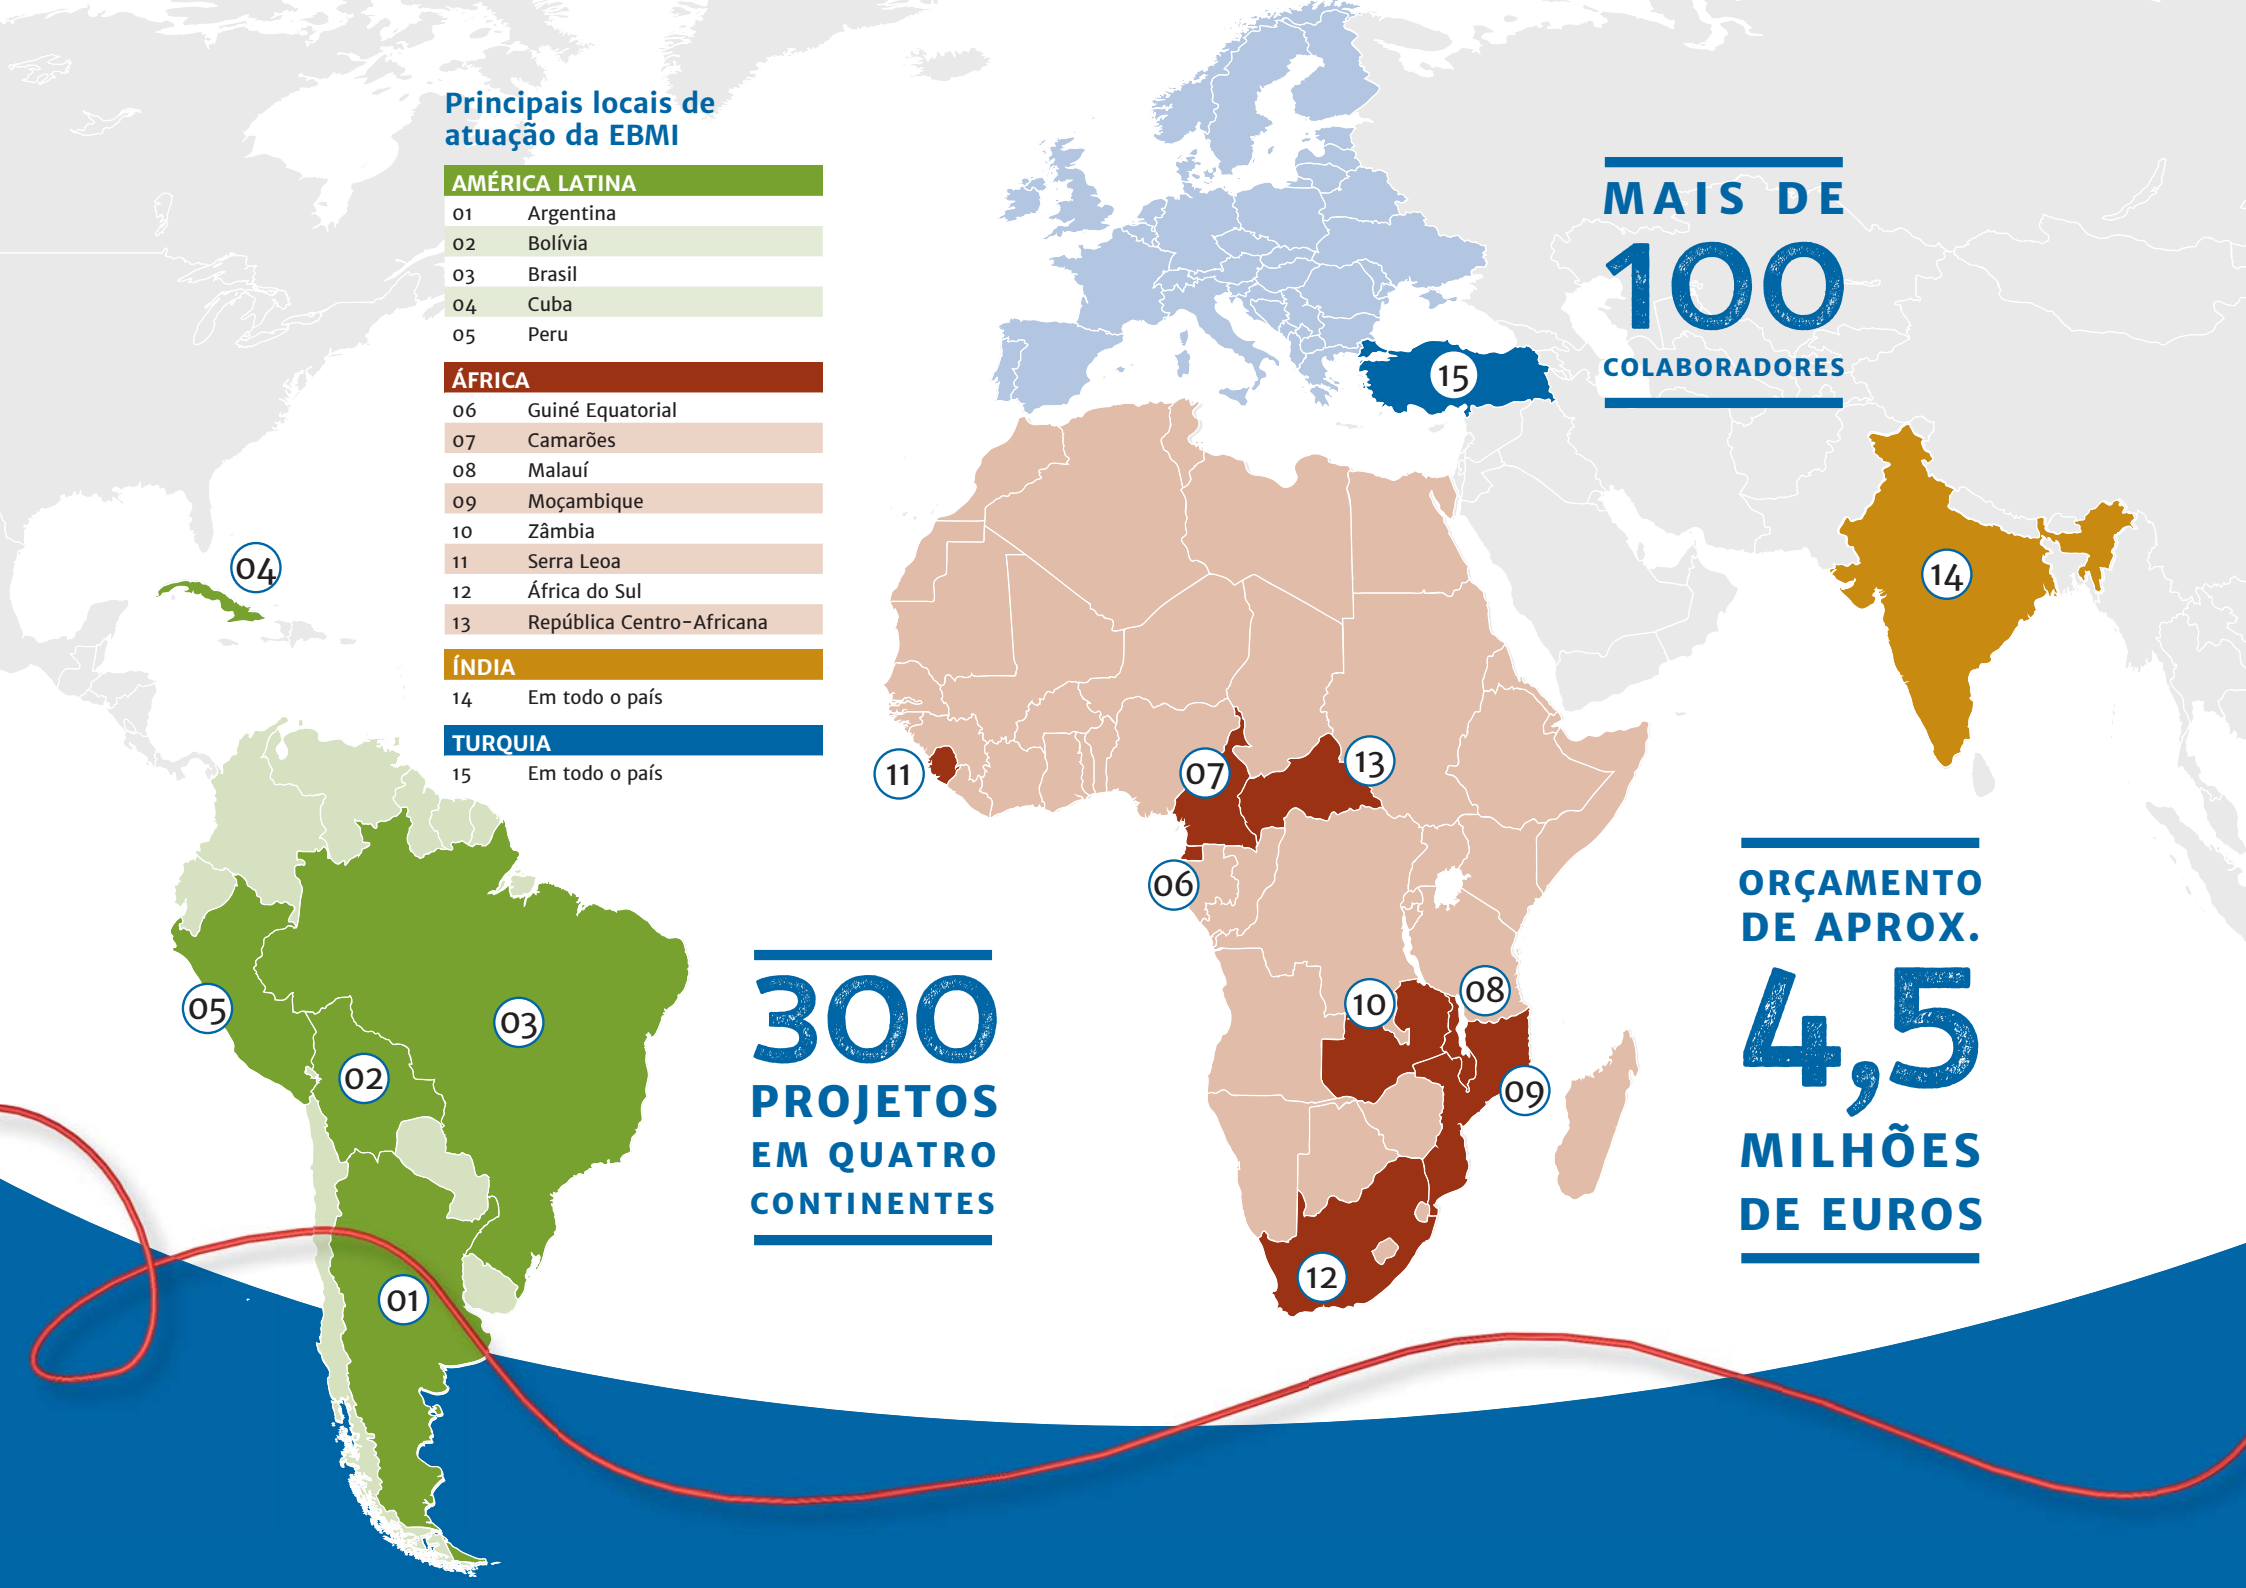 Principais locais de
atuação da EBMI
AMÉRICA LATINA
01 Argentina
02 Bolívia
03 Brasil
04 Cuba
05 Peru
ÁFRICA
06 Guiné Equatorial
07 Camarões
08 Malauí
09 Moçambique
10 Zâmbia
11 Serra Leoa
12 África do Sul
13 República Centro-Africana
ÍNDIA
14 Em todo o país
TURQUIA
15 Em todo o país
MAIS DE
100
COLABORADORES
300
PROJETOS
EM QUATRO
CONTINENTES
ORÇAMENTO
DE APROX.
4,5
MILHÕES
DE EUROS
15
04
14
11
07
13
06
05
03
10
08
02
09
12
01